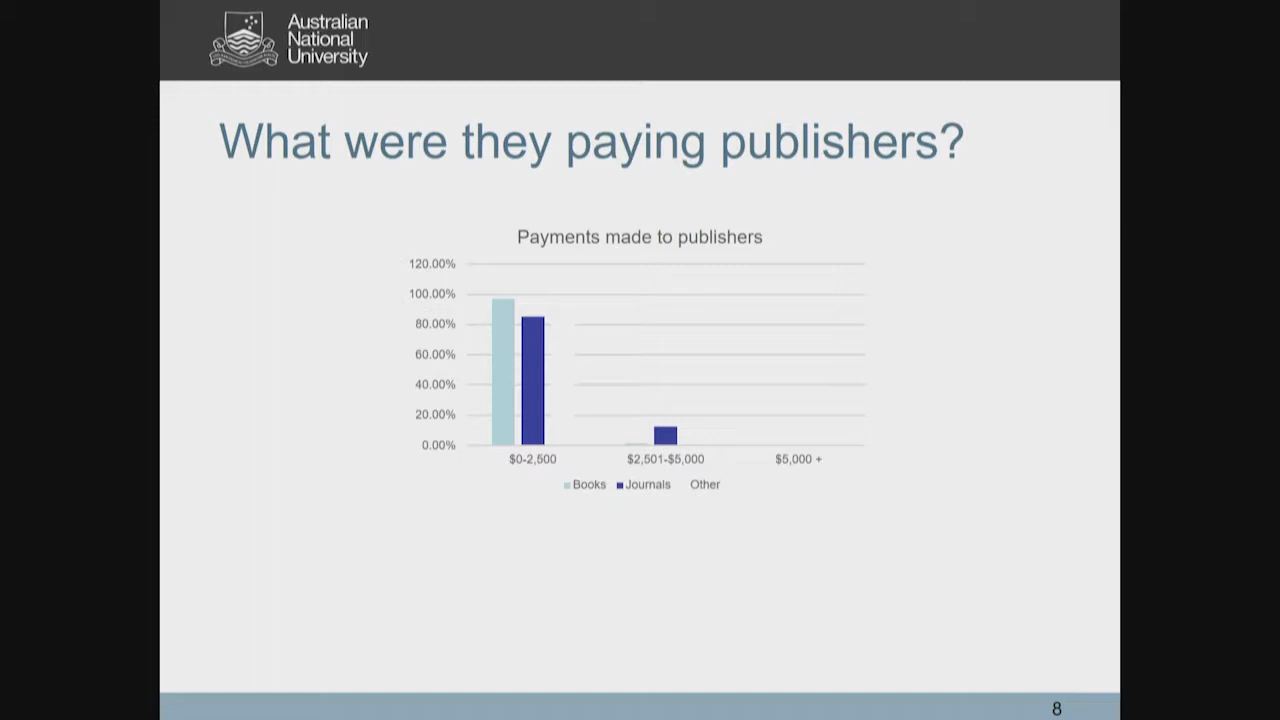 Australian
National
University
What were they paying publishers?
Payments made to publishers
120.00%
100.00%
80.00%
60.00%
40.00%
20.00%
0.00%
$0-2,500 $2,501-$5,000 $5,000 +
Books Journals Other
8